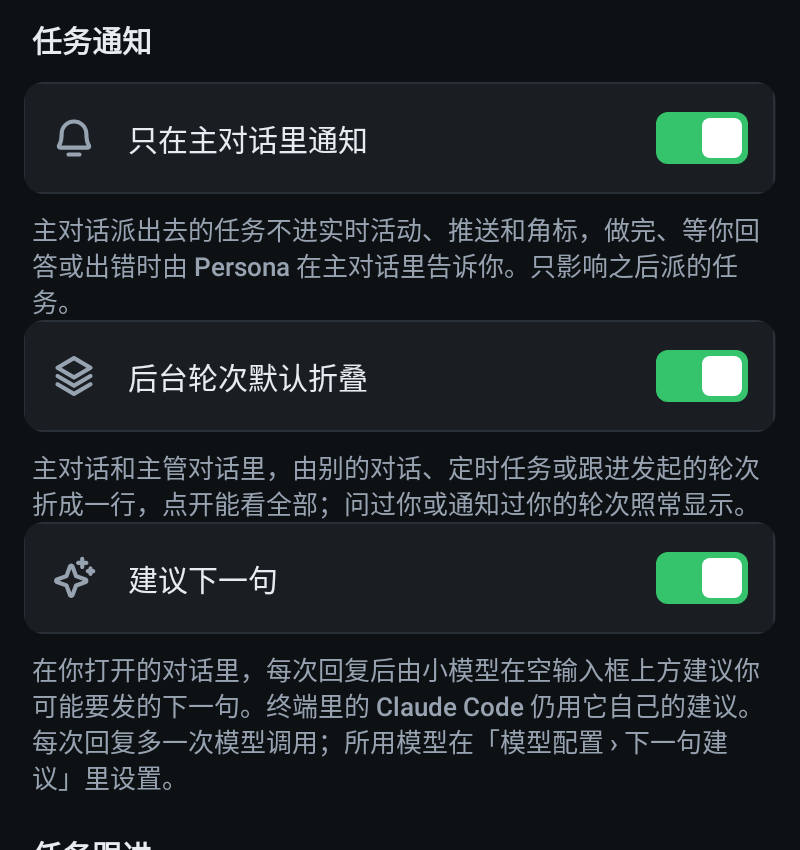 任务通知
只在主对话里通知
主对话派出去的任务不进实时活动、推送和角标，做完、等你回
答或出错时由 Persona 在主对话里告诉你。只影响之后派的任
务。
后台轮次默认折叠
主对话和主管对话里，由别的对话、定时任务或跟进发起的轮次
折成一行，点开能看全部；问过你或通知过你的轮次照常显示。
建议下一句
在你打开的对话里，每次回复后由小模型在空输入框上方建议你
可能要发的下一句。终端里的 Claude Code 仍用它自己的建议。
每次回复多一次模型调用；所用模型在「模型配置 › 下一句建
议」里设置。
任务跟进